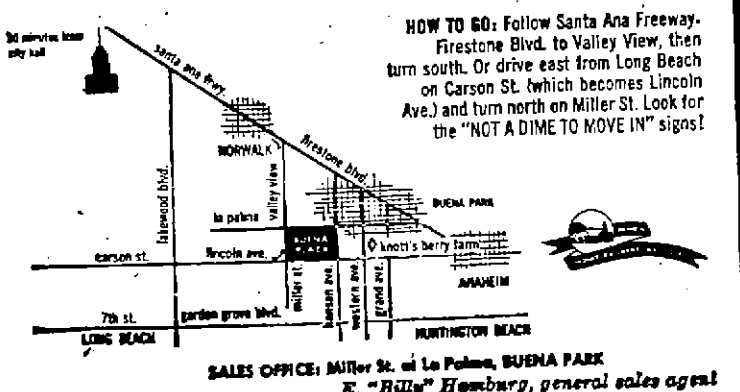 HOW TO GO: Follow Santa Ana Freeway.
Firestone Blvd. to Valley View, then
turn south. Or drive east from Long Beach
on Carson St. (which becomes Lincoln
Ave.) and turn north on Miller St. Look for
the "NOT A DIME TO MOVE IN" signs!
30 minutes from
city hall
santa ana frwy.
NORWALK
firestone blvd.
lakewood blvd.
valley view
BUENA PARK
la palma
BUENA
PLAZA
knott's berry farm
carson st.
lincoln ave.
ANAHEIM
miller st.
hansan ave.
western ave.
grand ave.
7th st.
garden grove blvd.
LONG BEACH
HUNTINGTON BEACH
SALES OFFICE: Miller St. at La Palma, BUENA PARK
E. "Billy" Hamburg, general sales agent